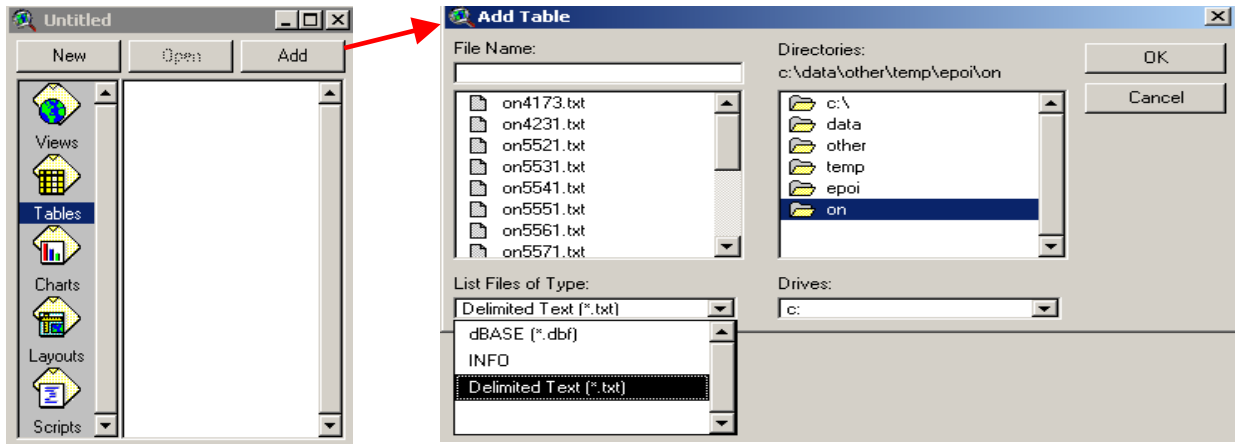 Untitled
New
Open
Add
Views
Tables
Charts
Layouts
Scripts
Add Table
File Name:
on4173.txt
on4231.txt
on5521.txt
on5531.txt
on5541.txt
on5551.txt
on5561.txt
on5571.txt
List Files of Type:
Delimited Text (*.txt)
dBASE (*.dbf)
INFO
Delimited Text (*.txt)
Directories:
c:\data\other\temp\epoi\on
c:\
data
other
temp
epoi
on
Drives:
c:
OK
Cancel